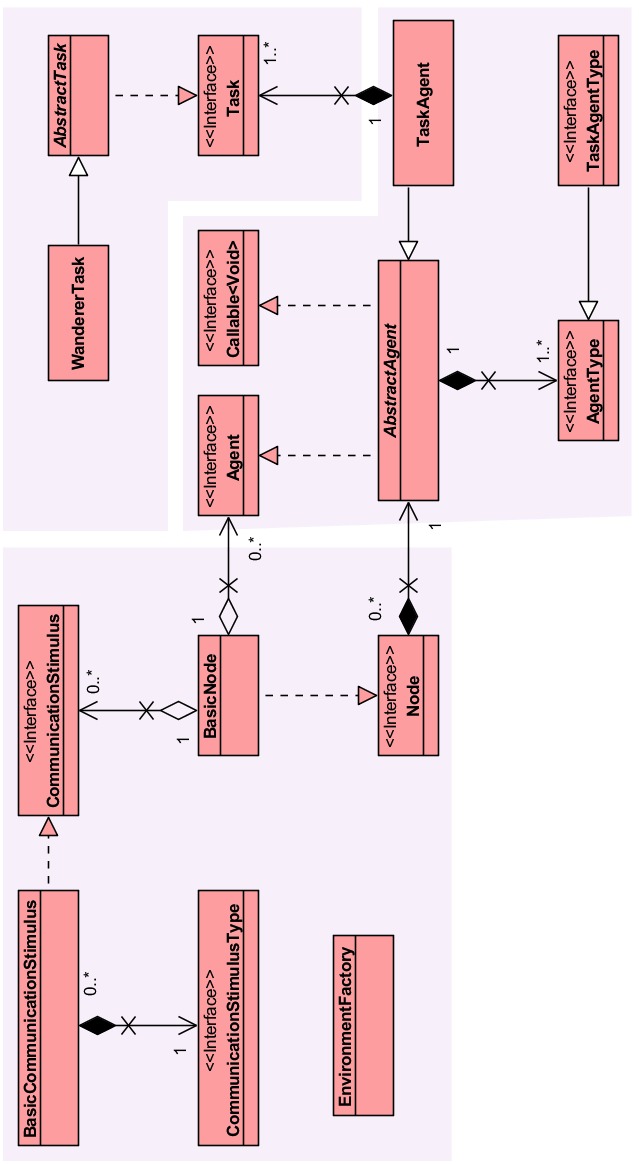 BasicCommunicationStimulus
<<Interface>>
CommunicationStimulus
WandererTask
AbstractTask
0..*
0..*
1
1
<<Interface>>
CommunicationStimulusType
BasicNode
1
0..*
<<Interface>>
Agent
<<Interface>>
Callable<Void>
<<Interface>>
Task
1..*
EnvironmentFactory
<<Interface>>
Node
0..*
1
AbstractAgent
1
TaskAgent
1
1..*
<<Interface>>
AgentType
<<Interface>>
TaskAgentType